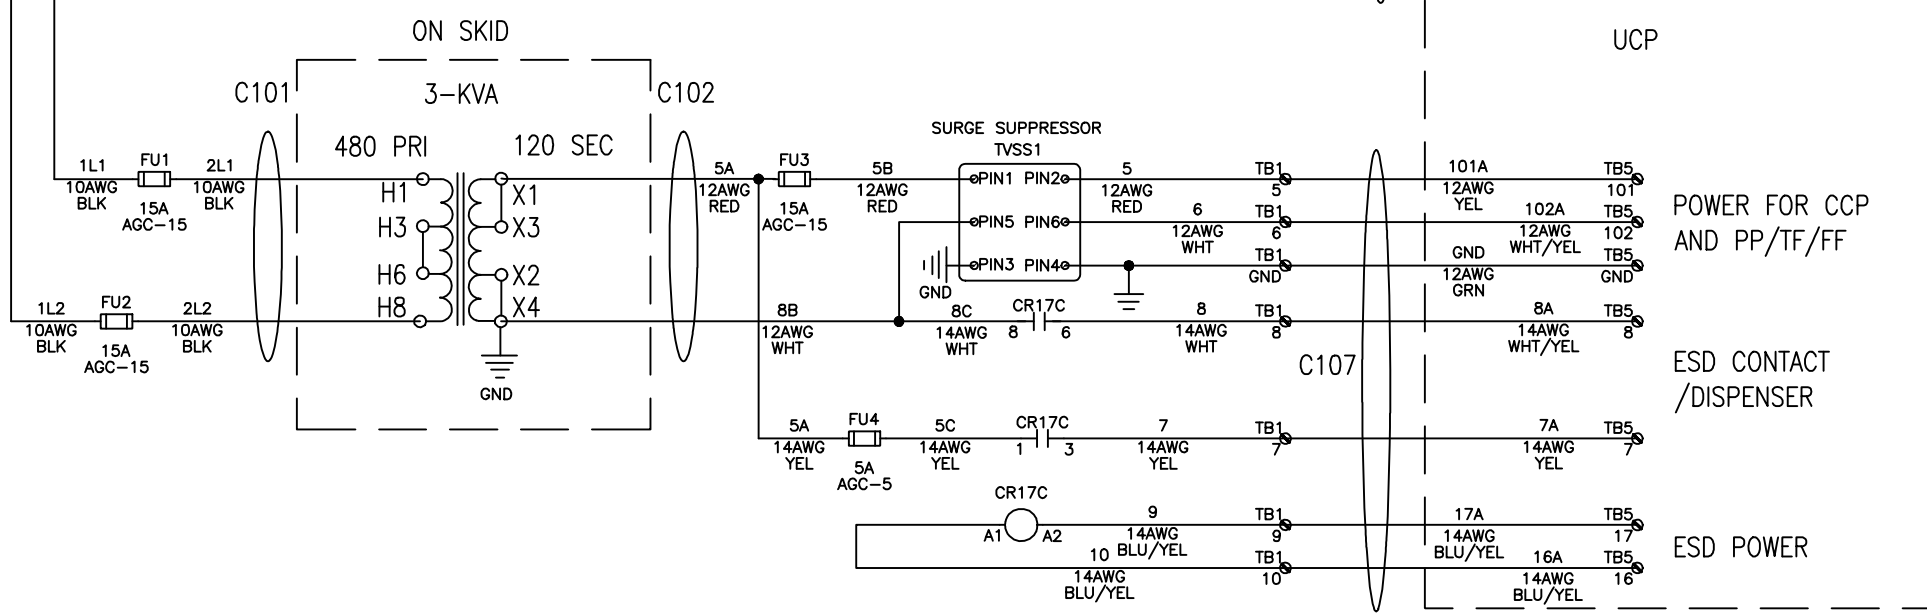 ON SKID
UCP
C101
3-KVA
C102
480 PRI
120 SEC
SURGE SUPPRESSOR
TVSS1
1L1
10AWG
BLK
FU1
15A
AGC-15
2L1
10AWG
BLK
H1
H3
H6
H8
X1
X3
X2
X4
GND
5A
12AWG
RED
FU3
15A
AGC-15
5B
12AWG
RED
PIN1 PIN2
PIN5 PIN6
PIN3 PIN4
GND
5
12AWG
RED
TB1
5
101A
12AWG
YEL
TB5
101
6
12AWG
WHT
TB1
6
102A
12AWG
WHT/YEL
TB5
102
TB1
GND
GND
12AWG
GRN
TB5
GND
POWER FOR CCP
AND PP/TF/FF
1L2
10AWG
BLK
FU2
15A
AGC-15
2L2
10AWG
BLK
8B
12AWG
WHT
8C
14AWG
WHT
CR17C
8 6
8
14AWG
WHT
TB1
8
8A
14AWG
WHT/YEL
TB5
8
C107
ESD CONTACT
/DISPENSER
5A
14AWG
YEL
FU4
5A
AGC-5
5C
14AWG
YEL
CR17C
1 3
7
14AWG
YEL
TB1
7
7A
14AWG
YEL
TB5
7
CR17C
A1 A2
9
14AWG
BLU/YEL
TB1
9
17A
14AWG
BLU/YEL
TB5
17
10
14AWG
BLU/YEL
TB1
10
16A
14AWG
BLU/YEL
TB5
16
ESD POWER